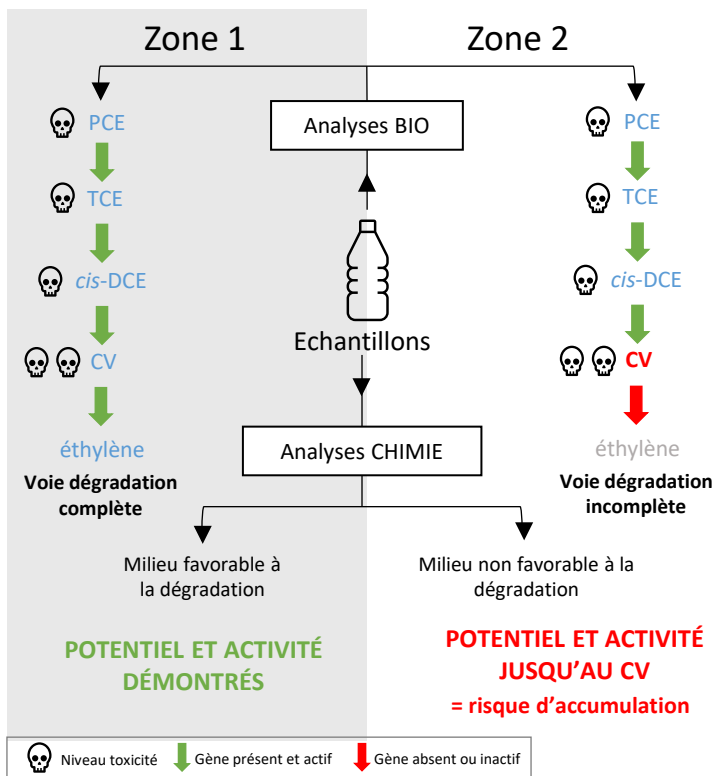 Zone 1
Zone 2
PCE
Analyses BIO
PCE
TCE
TCE
cis-DCE
cis-DCE
Echantillons
CV
CV
éthylène
Analyses CHIMIE
éthylène
Voie dégradation
complète
Voie dégradation
incomplète
Milieu favorable à
la dégradation
Milieu non favorable à la
dégradation
POTENTIEL ET ACTIVITÉ
DÉMONTRÉS
POTENTIEL ET ACTIVITÉ
JUSQU’AU CV
= risque d’accumulation
Niveau toxicité
Gène présent et actif
Gène absent ou inactif